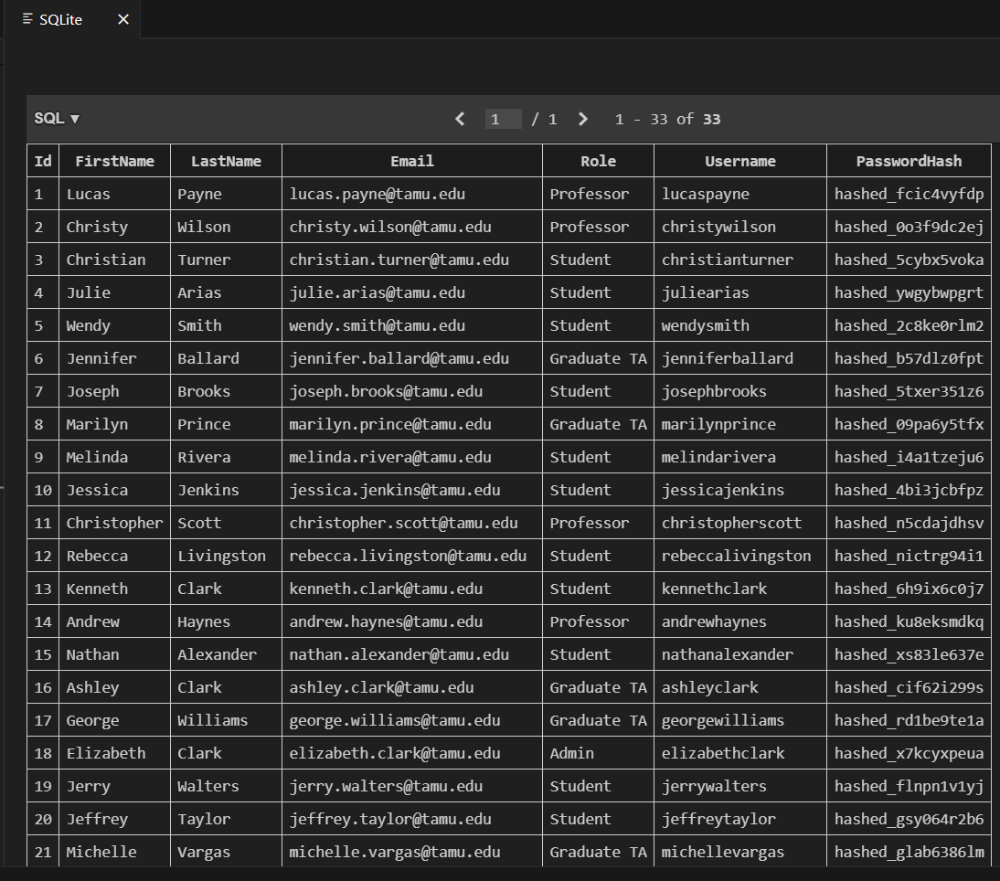 SQLite
SQL ▼ 1 / 1 1 - 33 of 33
Id FirstName LastName Email Role Username PasswordHash
1 Lucas Payne lucas.payne@tamu.edu Professor lucaspayne hashed_fcic4vyfdp
2 Christy Wilson christy.wilson@tamu.edu Professor christywilson hashed_0o3f9dc2ej
3 Christian Turner christian.turner@tamu.edu Student christianturner hashed_5cybx5voka
4 Julie Arias julie.arias@tamu.edu Student juliearias hashed_ywgybwpgrt
5 Wendy Smith wendy.smith@tamu.edu Student wendysmith hashed_2c8ke0rlm2
6 Jennifer Ballard jennifer.ballard@tamu.edu Graduate TA jenniferballard hashed_b57dlz0fpt
7 Joseph Brooks joseph.brooks@tamu.edu Student josephbrooks hashed_5txer351z6
8 Marilyn Prince marilyn.prince@tamu.edu Graduate TA marilynprince hashed_09pa6y5tfx
9 Melinda Rivera melinda.rivera@tamu.edu Student melindarivera hashed_i4a1tzeju6
10 Jessica Jenkins jessica.jenkins@tamu.edu Student jessicajenkins hashed_4bi3jcbfpz
11 Christopher Scott christopher.scott@tamu.edu Professor christopherscott hashed_n5cdajdhsv
12 Rebecca Livingston rebecca.livingston@tamu.edu Student rebeccalivingston hashed_nictrg94i1
13 Kenneth Clark kenneth.clark@tamu.edu Student kennethclark hashed_6h9ix6c0j7
14 Andrew Haynes andrew.haynes@tamu.edu Professor andrewhaynes hashed_ku8eksmdkq
15 Nathan Alexander nathan.alexander@tamu.edu Student nathanalexander hashed_xs83le637e
16 Ashley Clark ashley.clark@tamu.edu Graduate TA ashleyclark hashed_cif62i299s
17 George Williams george.williams@tamu.edu Graduate TA georgewilliams hashed_rd1be9te1a
18 Elizabeth Clark elizabeth.clark@tamu.edu Admin elizabethclark hashed_x7kcyxpeua
19 Jerry Walters jerry.walters@tamu.edu Student jerrywalters hashed_flnpn1v1yj
20 Jeffrey Taylor jeffrey.taylor@tamu.edu Student jeffreytaylor hashed_gsy064r2b6
21 Michelle Vargas michelle.vargas@tamu.edu Graduate TA michellevargas hashed_glab6386lm